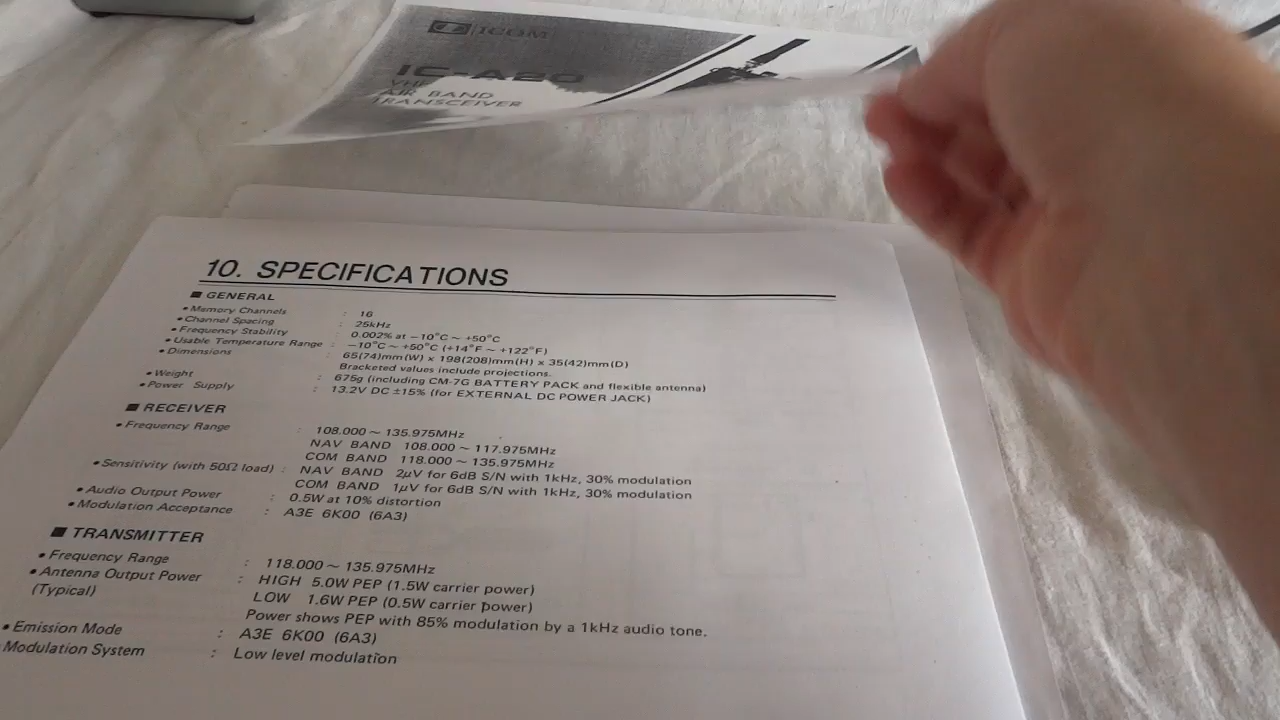 ICOM
IC-A20
VHF
AIR BAND
TRANSCEIVER
10. SPECIFICATIONS
■ GENERAL
• Memory Channels : 16
• Channel Spacing : 25kHz
• Frequency Stability : 0.002% at −10°C ~ +50°C
• Usable Temperature Range : −10°C ~ +50°C (+14°F ~ +122°F)
• Dimensions : 65(74)mm(W) x 198(208)mm(H) x 35(42)mm(D)
Bracketed values include projections.
• Weight : 675g (including CM-7G BATTERY PACK and flexible antenna)
• Power Supply : 13.2V DC ±15% (for EXTERNAL DC POWER JACK)
■ RECEIVER
• Frequency Range : 108.000 ~ 135.975MHz
NAV BAND 108.000 ~ 117.975MHz
COM BAND 118.000 ~ 135.975MHz
• Sensitivity (with 50Ω load) : NAV BAND 2μV for 6dB S/N with 1kHz, 30% modulation
COM BAND 1μV for 6dB S/N with 1kHz, 30% modulation
• Audio Output Power : 0.5W at 10% distortion
• Modulation Acceptance : A3E 6K00 (6A3)
■ TRANSMITTER
• Frequency Range : 118.000 ~ 135.975MHz
• Antenna Output Power : HIGH 5.0W PEP (1.5W carrier power)
(Typical) LOW 1.6W PEP (0.5W carrier power)
Power shows PEP with 85% modulation by a 1kHz audio tone.
• Emission Mode : A3E 6K00 (6A3)
Modulation System : Low level modulation